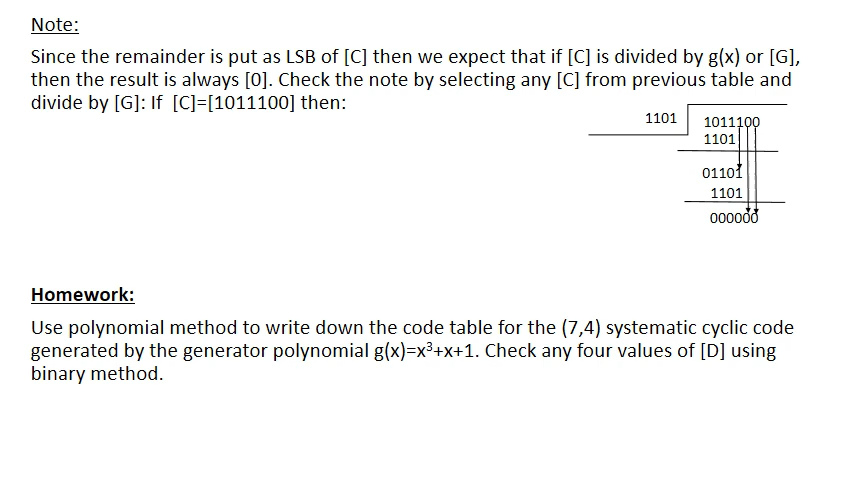 Note:
Since the remainder is put as LSB of [C] then we expect that if [C] is divided by g(x) or [G],
then the result is always [0]. Check the note by selecting any [C] from previous table and
divide by [G]: If [C]=[1011100] then:
1101 1011100
1101
01101
1101
000000
Homework:
Use polynomial method to write down the code table for the (7,4) systematic cyclic code
generated by the generator polynomial g(x)=x³+x+1. Check any four values of [D] using
binary method.